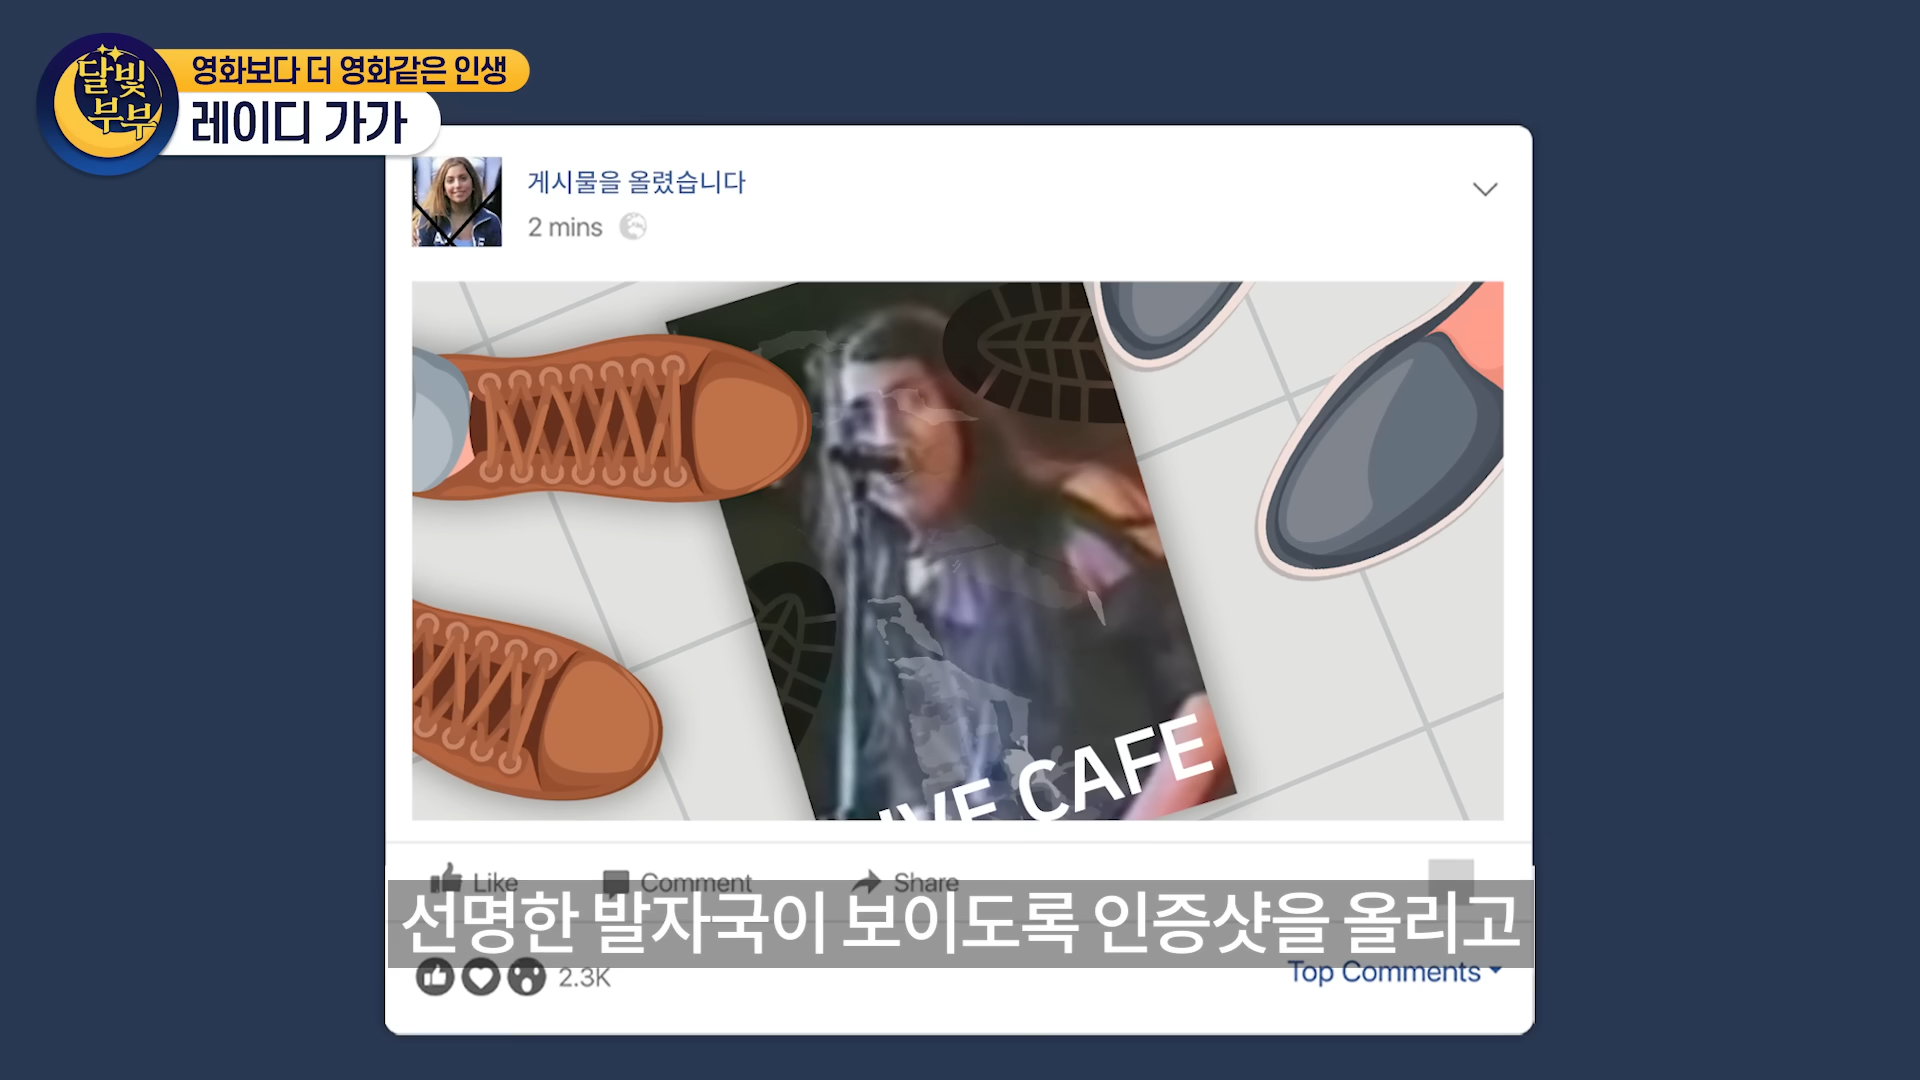 달빛
부부
영화보다 더 영화같은 인생
레이디 가가
게시물을 올렸습니다
2 mins
LIVE CAFE
Like
Comment
Share
선명한 발자국이 보이도록 인증샷을 올리고
2.3K
Top Comments